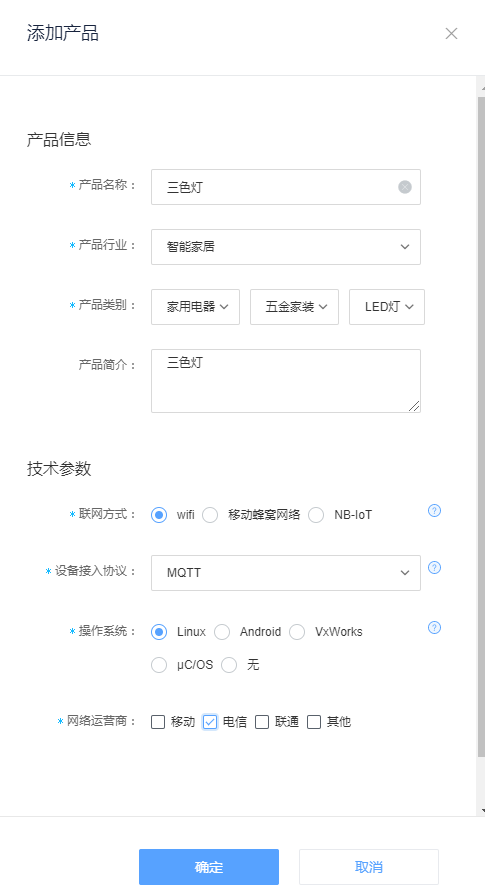 添加产品
产品信息
* 产品名称： 三色灯
* 产品行业： 智能家居
* 产品类别： 家用电器 五金家装 LED灯
产品简介： 三色灯
技术参数
* 联网方式： wifi 移动蜂窝网络 NB-IoT ?
* 设备接入协议： MQTT ?
* 操作系统： Linux Android VxWorks ?
μC/OS 无
* 网络运营商： 移动 电信 联通 其他
确定 取消